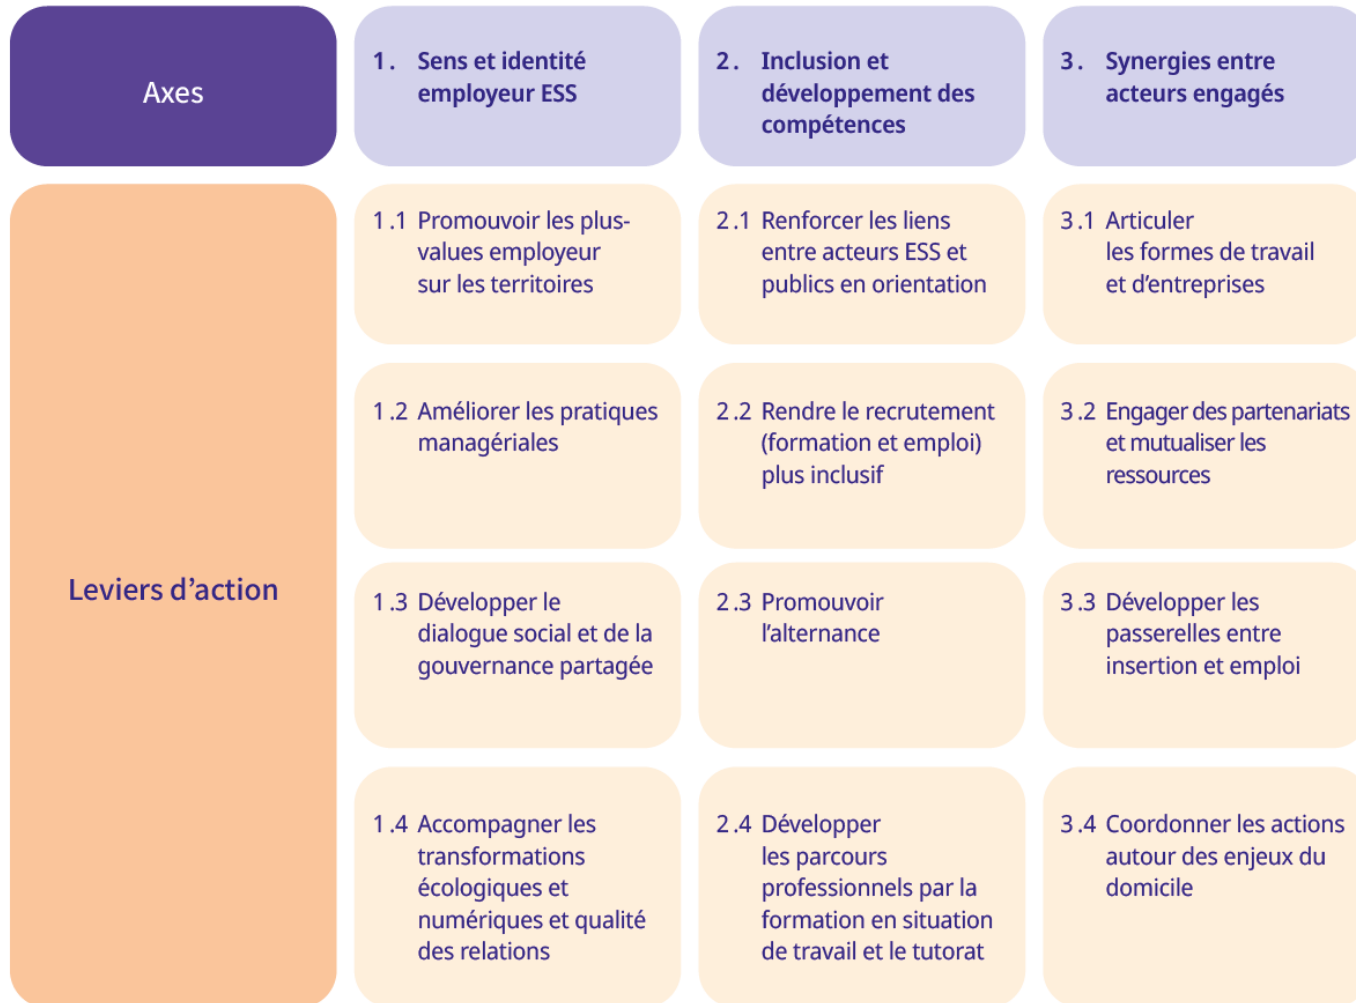 Axes
1. Sens et identité
employeur ESS
2. Inclusion et
développement des
compétences
3. Synergies entre
acteurs engagés
Leviers d’action
1.1 Promouvoir les plus-
values employeur
sur les territoires
2.1 Renforcer les liens
entre acteurs ESS et
publics en orientation
3.1 Articuler
les formes de travail
et d’entreprises
1.2 Améliorer les pratiques
managériales
2.2 Rendre le recrutement
(formation et emploi)
plus inclusif
3.2 Engager des partenariats
et mutualiser les
ressources
1.3 Développer le
dialogue social et de la
gouvernance partagée
2.3 Promouvoir
l’alternance
3.3 Développer les
passerelles entre
insertion et emploi
1.4 Accompagner les
transformations
écologiques et
numériques et qualité
des relations
2.4 Développer
les parcours
professionnels par la
formation en situation
de travail et le tutorat
3.4 Coordonner les actions
autour des enjeux du
domicile